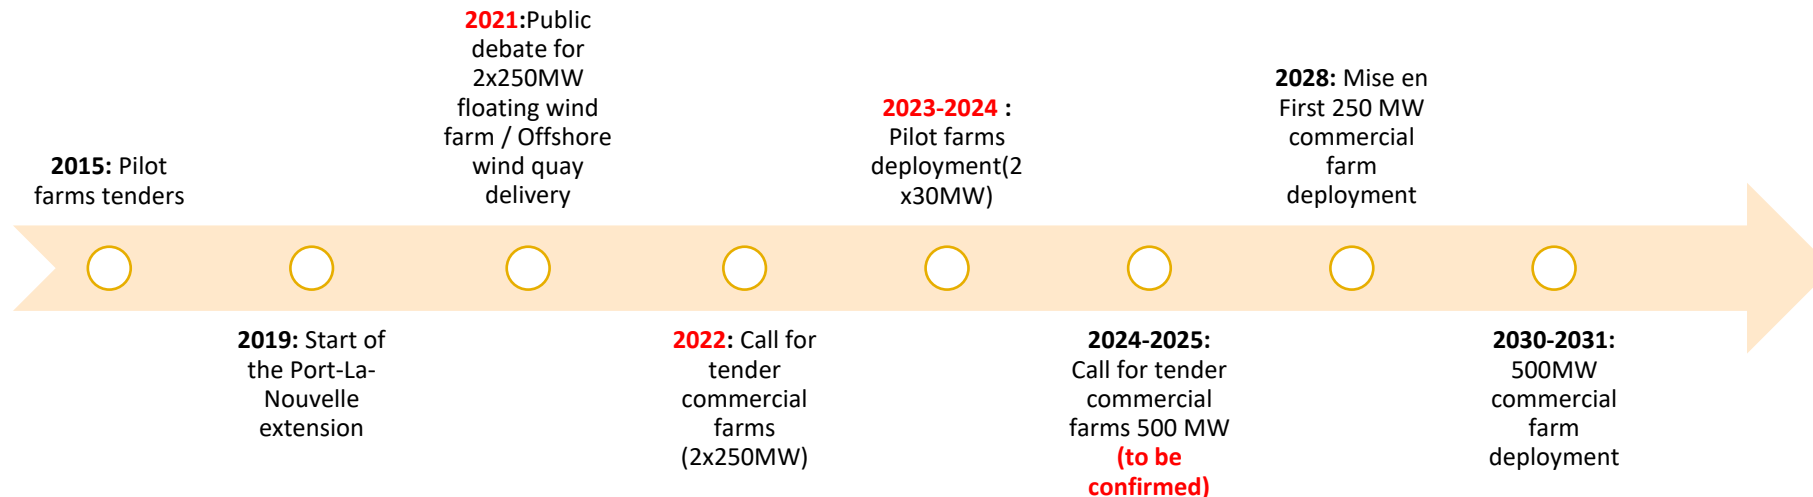 2015: Pilot
farms tenders
2019: Start of
the Port-La-
Nouvelle
extension
2021:Public
debate for
2x250MW
floating wind
farm / Offshore
wind quay
delivery
2022: Call for
tender
commercial
farms
(2x250MW)
2023-2024 :
Pilot farms
deployment(2
x30MW)
2024-2025:
Call for tender
commercial
farms 500 MW
(to be
confirmed)
2028: Mise en
First 250 MW
commercial
farm
deployment
2030-2031:
500MW
commercial
farm
deployment